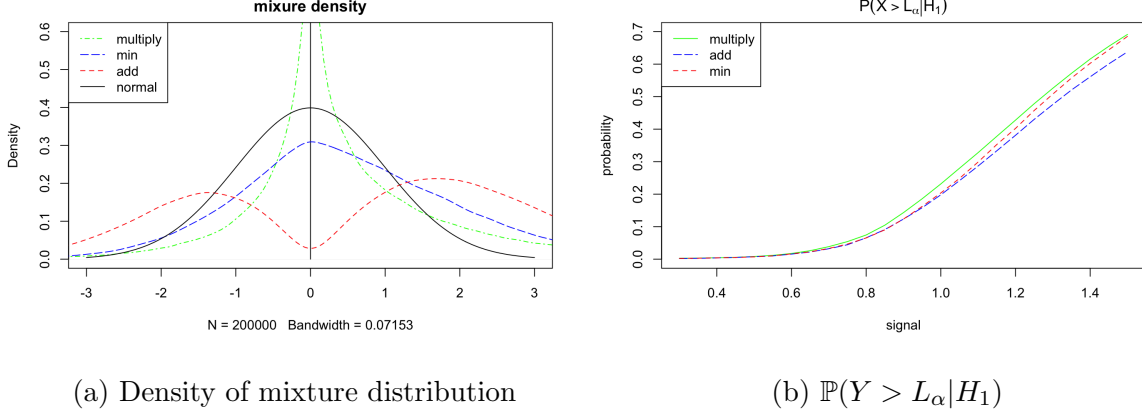 mixure density
multiply
min
add
normal
Density
0.0 0.1 0.2 0.3 0.4 0.5 0.6
-3 -2 -1 0 1 2 3
N = 200000 Bandwidth = 0.07153
(a) Density of mixture distribution
P(X > Lα|H1)
multiply
add
min
probability
0.0 0.1 0.2 0.3 0.4 0.5 0.6 0.7
0.4 0.6 0.8 1.0 1.2 1.4
signal
(b) ℙ(Y > Lα|H1)